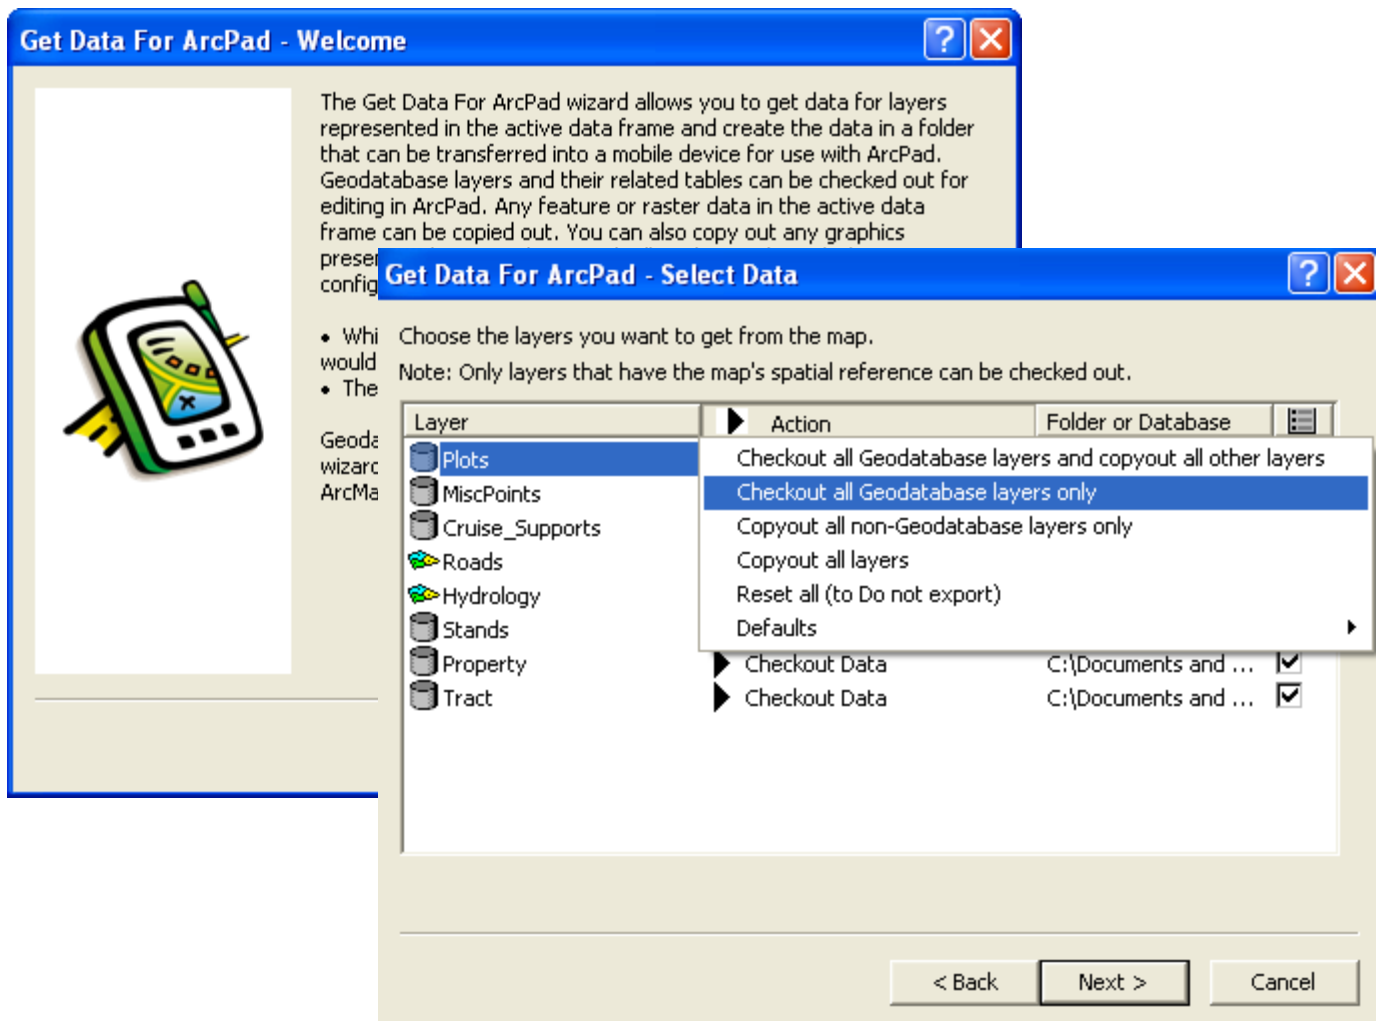 Get Data For ArcPad - Welcome
The Get Data For ArcPad wizard allows you to get data for layers
represented in the active data frame and create the data in a folder
that can be transferred into a mobile device for use with ArcPad.
Geodatabase layers and their related tables can be checked out for
editing in ArcPad. Any feature or raster data in the active data
frame can be copied out. You can also copy out any graphics
• Whi
would
• The
Get Data For ArcPad - Select Data
Choose the layers you want to get from the map.
Note: Only layers that have the map's spatial reference can be checked out.
Layer Action Folder or Database
Plots
MiscPoints
Cruise_Supports
Roads
Hydrology
Stands
Checkout all Geodatabase layers and copyout all other layers
Checkout all Geodatabase layers only
Copyout all non-Geodatabase layers only
Copyout all layers
Reset all (to Do not export)
Defaults
Property Checkout Data C:\Documents and ...
Tract Checkout Data C:\Documents and ...
< Back Next > Cancel